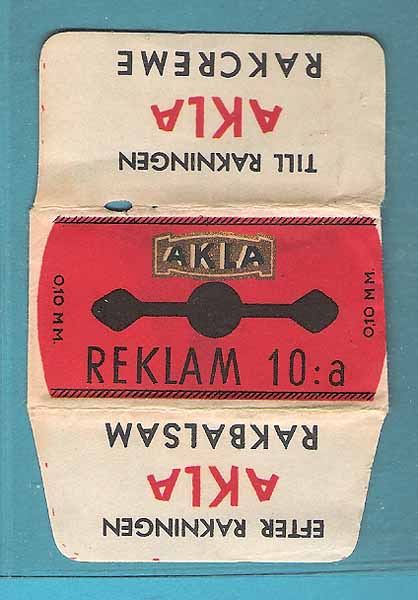 TILL RAKNINGEN
AKLA
RAKCREME
AKLA
0,10 MM.
0,10 MM.
REKLAM 10:a
EFTER RAKNINGEN
AKLA
RAKBALSAM